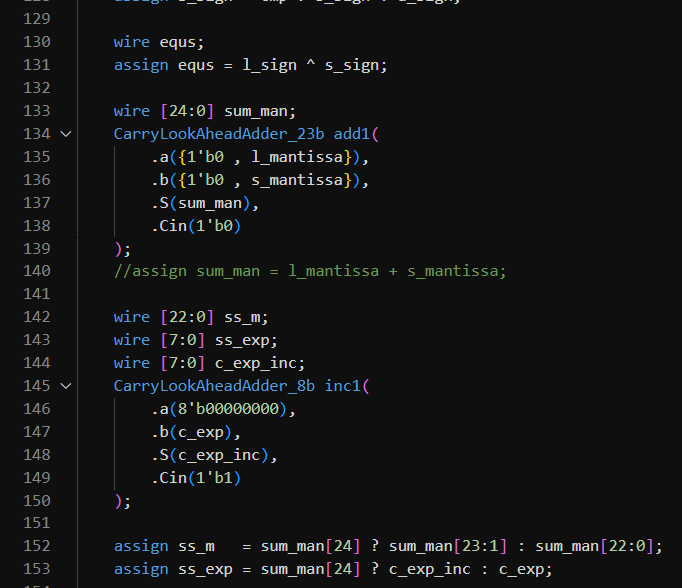 129
130 wire equs;
131 assign equs = l_sign ^ s_sign;
132
133 wire [24:0] sum_man;
134 CarryLookAheadAdder_23b add1(
135 .a({1'b0 , l_mantissa}),
136 .b({1'b0 , s_mantissa}),
137 .S(sum_man),
138 .Cin(1'b0)
139 );
140 //assign sum_man = l_mantissa + s_mantissa;
141
142 wire [22:0] ss_m;
143 wire [7:0] ss_exp;
144 wire [7:0] c_exp_inc;
145 CarryLookAheadAdder_8b inc1(
146 .a(8'b00000000),
147 .b(c_exp),
148 .S(c_exp_inc),
149 .Cin(1'b1)
150 );
151
152 assign ss_m   = sum_man[24] ? sum_man[23:1] : sum_man[22:0];
153 assign ss_exp = sum_man[24] ? c_exp_inc : c_exp;